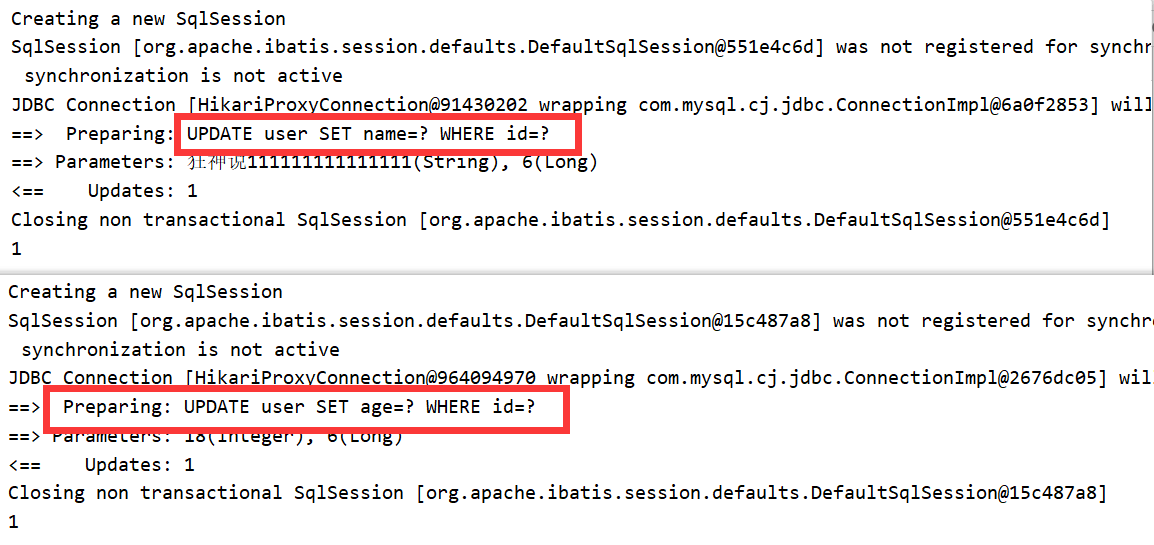 Creating a new SqlSession
SqlSession [org.apache.ibatis.session.defaults.DefaultSqlSession@551e4c6d] was not registered for synchr
synchronization is not active
JDBC Connection [HikariProxyConnection@91430202 wrapping com.mysql.cj.jdbc.ConnectionImpl@6a0f2853] will
==>  Preparing: UPDATE user SET name=? WHERE id=?
==> Parameters: 狂神说111111111111111(String), 6(Long)
<==    Updates: 1
Closing non transactional SqlSession [org.apache.ibatis.session.defaults.DefaultSqlSession@551e4c6d]
1
Creating a new SqlSession
SqlSession [org.apache.ibatis.session.defaults.DefaultSqlSession@15c487a8] was not registered for synchr
synchronization is not active
JDBC Connection [HikariProxyConnection@964094970 wrapping com.mysql.cj.jdbc.ConnectionImpl@2676dc05] wil
==>  Preparing: UPDATE user SET age=? WHERE id=?
==> Parameters: 18(Integer), 6(Long)
<==    Updates: 1
Closing non transactional SqlSession [org.apache.ibatis.session.defaults.DefaultSqlSession@15c487a8]
1